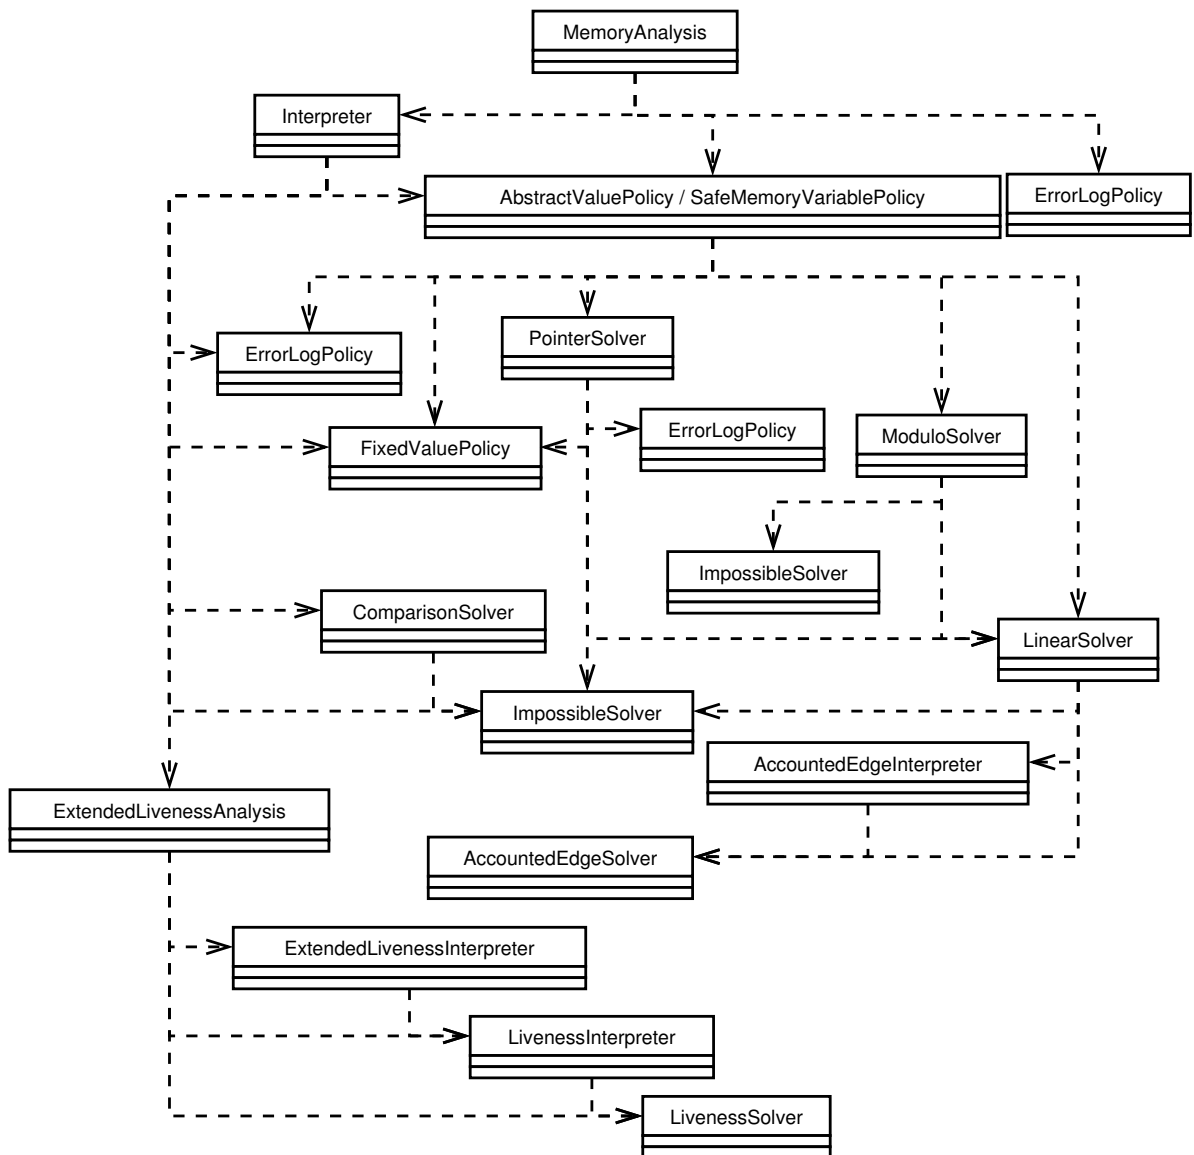 MemoryAnalysis
Interpreter
AbstractValuePolicy / SafeMemoryVariablePolicy
ErrorLogPolicy
ErrorLogPolicy
PointerSolver
FixedValuePolicy
ErrorLogPolicy
ModuloSolver
ImpossibleSolver
ComparisonSolver
LinearSolver
ImpossibleSolver
AccountedEdgeInterpreter
ExtendedLivenessAnalysis
AccountedEdgeSolver
ExtendedLivenessInterpreter
LivenessInterpreter
LivenessSolver